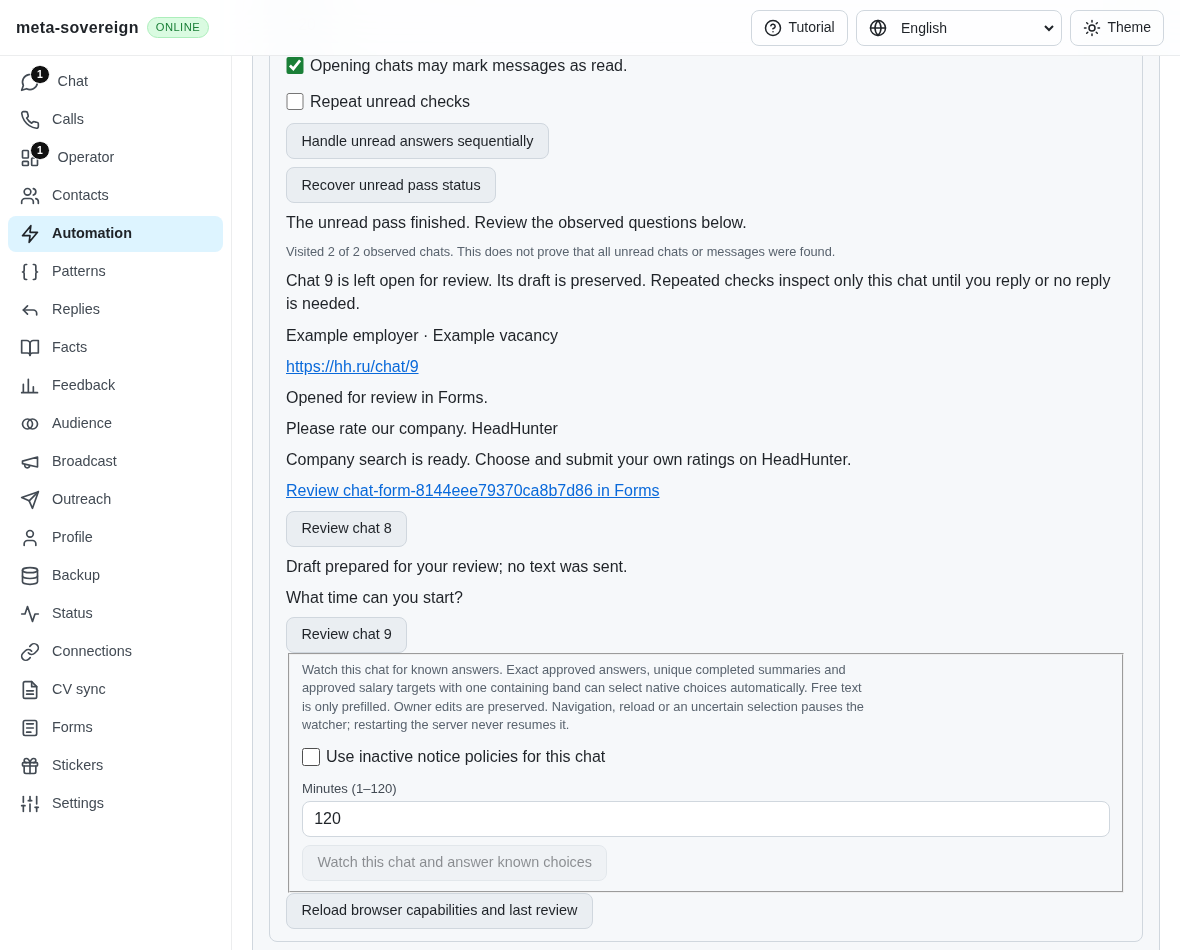 meta-sovereign ONLINE
Tutorial
English
Theme
1
Chat
Calls
1
Operator
Contacts
Automation
Patterns
Replies
Facts
Feedback
Audience
Broadcast
Outreach
Profile
Backup
Status
Connections
CV sync
Forms
Stickers
Settings
Opening chats may mark messages as read.
Repeat unread checks
Handle unread answers sequentially
Recover unread pass status
The unread pass finished. Review the observed questions below.
Visited 2 of 2 observed chats. This does not prove that all unread chats or messages were found.
Chat 9 is left open for review. Its draft is preserved. Repeated checks inspect only this chat until you reply or no reply
is needed.
Example employer · Example vacancy
https://hh.ru/chat/9
Opened for review in Forms.
Please rate our company. HeadHunter
Company search is ready. Choose and submit your own ratings on HeadHunter.
Review chat-form-8144eee79370ca8b7d86 in Forms
Review chat 8
Draft prepared for your review; no text was sent.
What time can you start?
Review chat 9
Watch this chat for known answers. Exact approved answers, unique completed summaries and
approved salary targets with one containing band can select native choices automatically. Free text
is only prefilled. Owner edits are preserved. Navigation, reload or an uncertain selection pauses the
watcher; restarting the server never resumes it.
Use inactive notice policies for this chat
Minutes (1–120)
120
Watch this chat and answer known choices
Reload browser capabilities and last review